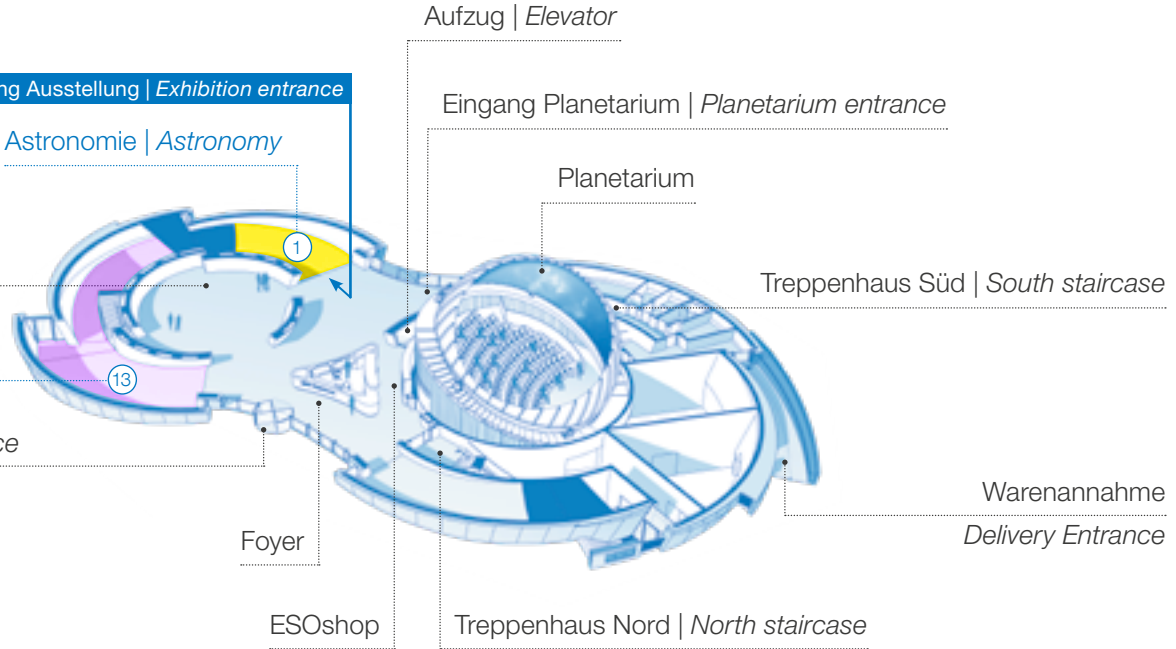 Aufzug | Elevator
ng Ausstellung | Exhibition entrance
Eingang Planetarium | Planetarium entrance
Astronomie | Astronomy
Planetarium
1
Treppenhaus Süd | South staircase
13
ce
Warenannahme
Delivery Entrance
Foyer
ESOshop
Treppenhaus Nord | North staircase